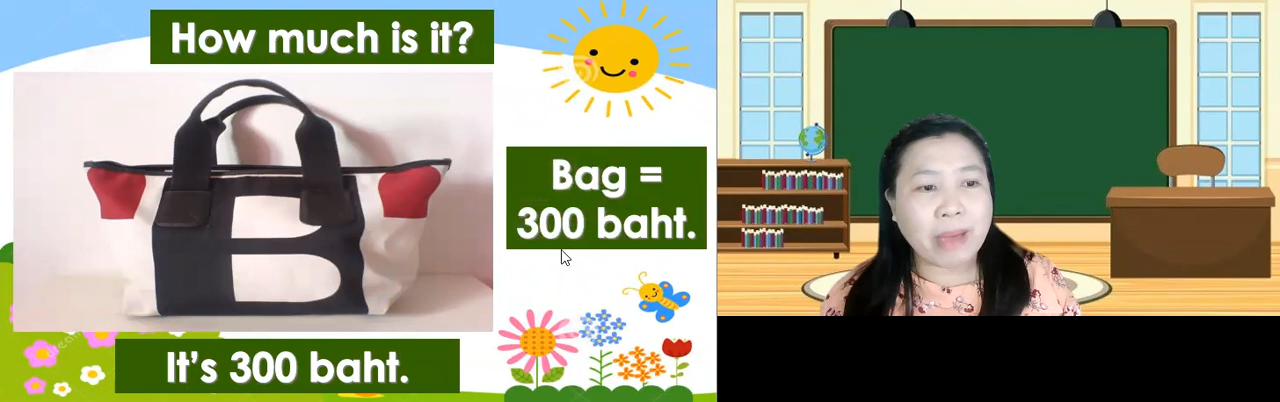 How much is it?
B
Bag =
300 baht.
It's 300 baht.